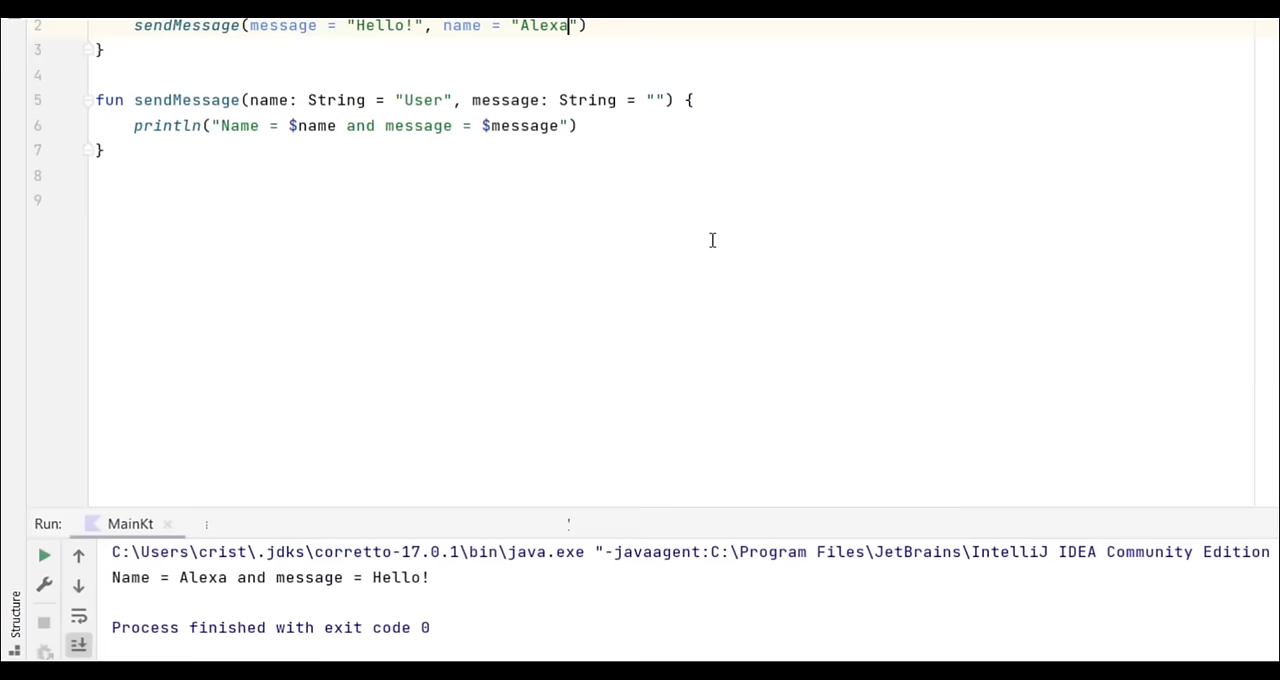 2 sendMessage(message = "Hello!", name = "Alexa")
3 }
4
5 fun sendMessage(name: String = "User", message: String = "") {
6 println("Name = $name and message = $message")
7 }
8
9
Run: MainKt
C:\Users\crist\.jdks\corretto-17.0.1\bin\java.exe "-javaagent:C:\Program Files\JetBrains\IntelliJ IDEA Community Edition
Name = Alexa and message = Hello!
Process finished with exit code 0
Structure